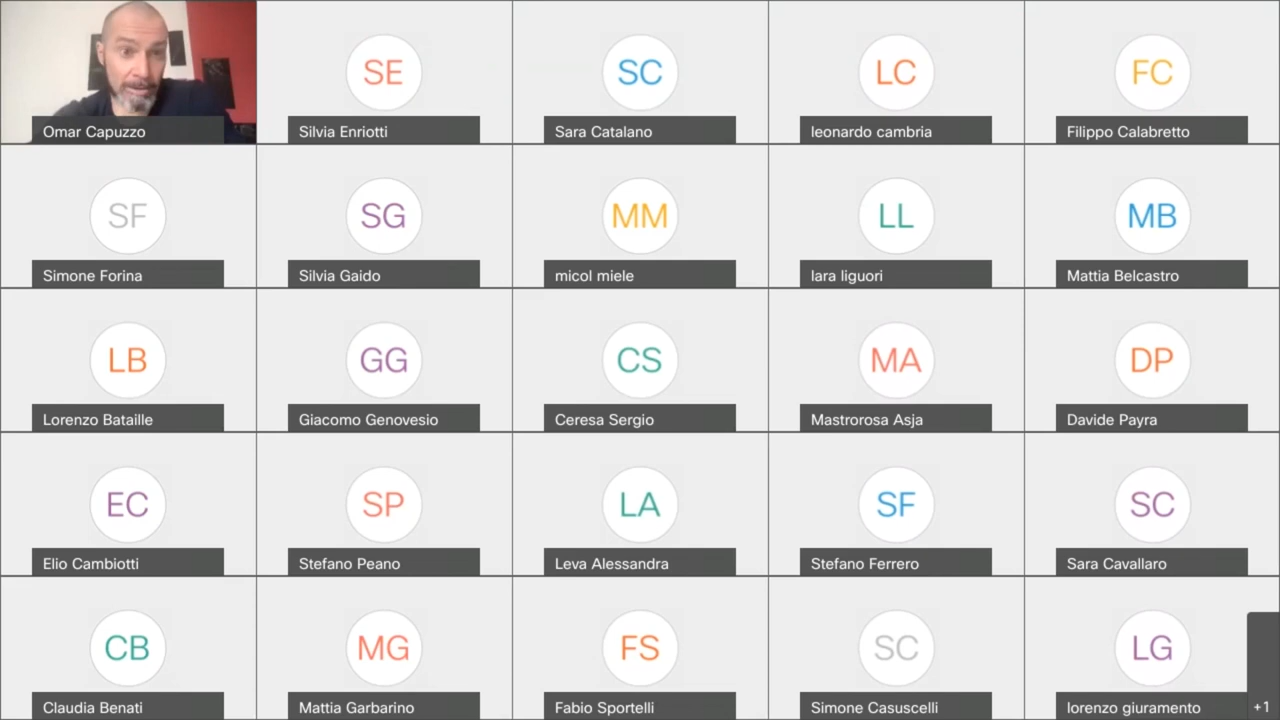 Omar Capuzzo
SE
Silvia Enriotti
SC
Sara Catalano
LC
leonardo cambria
FC
Filippo Calabretto
SF
Simone Forina
SG
Silvia Gaido
MM
micol miele
LL
lara liguori
MB
Mattia Belcastro
LB
Lorenzo Bataille
GG
Giacomo Genovesio
CS
Ceresa Sergio
MA
Mastrorosa Asja
DP
Davide Payra
EC
Elio Cambiotti
SP
Stefano Peano
LA
Leva Alessandra
SF
Stefano Ferrero
SC
Sara Cavallaro
CB
Claudia Benati
MG
Mattia Garbarino
FS
Fabio Sportelli
SC
Simone Casuscelli
LG
lorenzo giuramento
+1